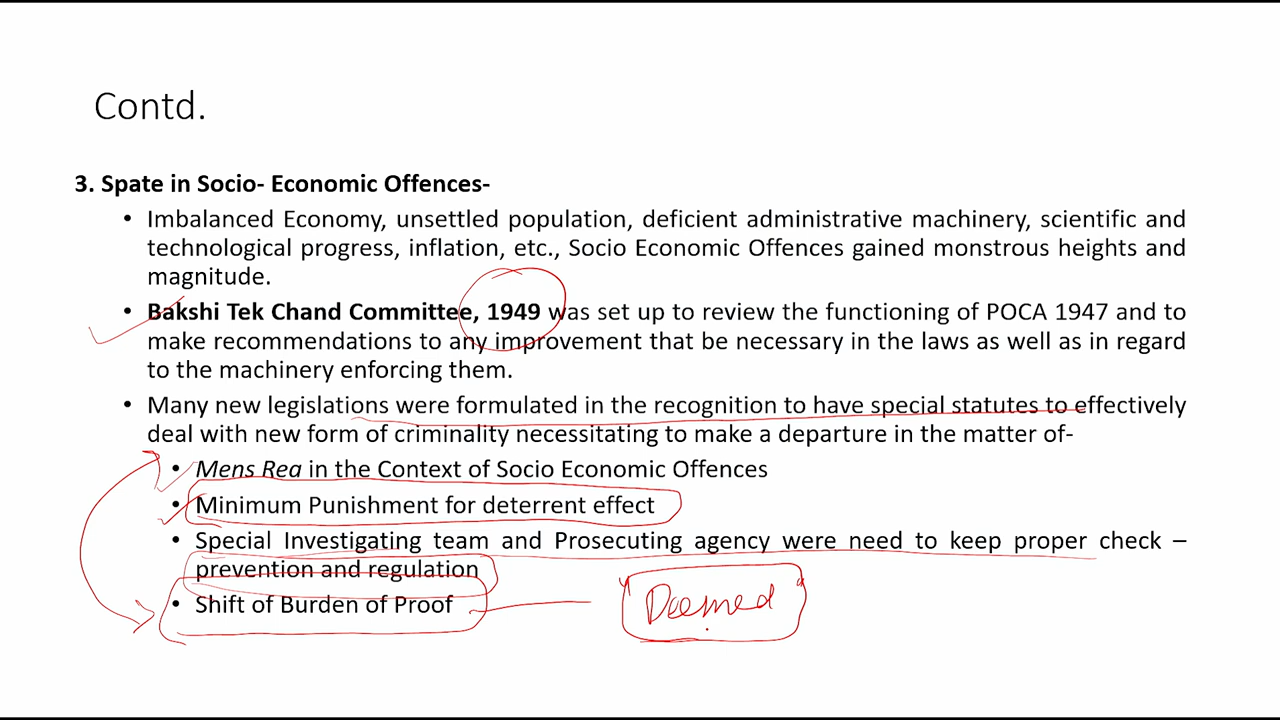 Contd.
3. Spate in Socio- Economic Offences-
• Imbalanced Economy, unsettled population, deficient administrative machinery, scientific and
technological progress, inflation, etc., Socio Economic Offences gained monstrous heights and
magnitude.
• Bakshi Tek Chand Committee, 1949 was set up to review the functioning of POCA 1947 and to
make recommendations to any improvement that be necessary in the laws as well as in regard
to the machinery enforcing them.
• Many new legislations were formulated in the recognition to have special statutes to effectively
deal with new form of criminality necessitating to make a departure in the matter of-
• Mens Rea in the Context of Socio Economic Offences
• Minimum Punishment for deterrent effect
• Special Investigating team and Prosecuting agency were need to keep proper check –
prevention and regulation
• Shift of Burden of Proof
"Deemed"